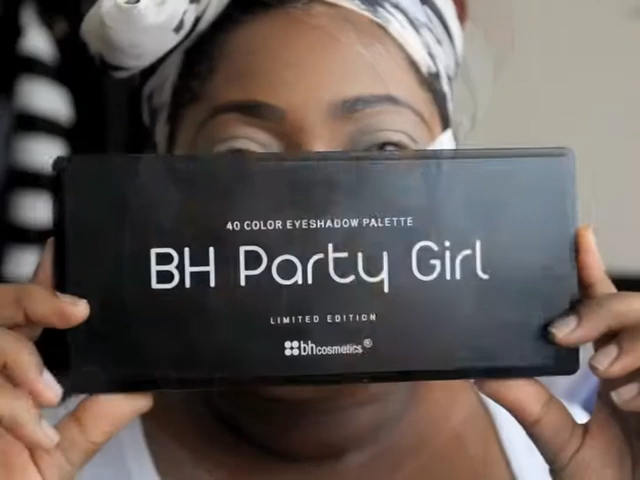 40 COLOR EYESHADOW PALETTE
BH Party Girl
LIMITED EDITION
bhcosmetics®